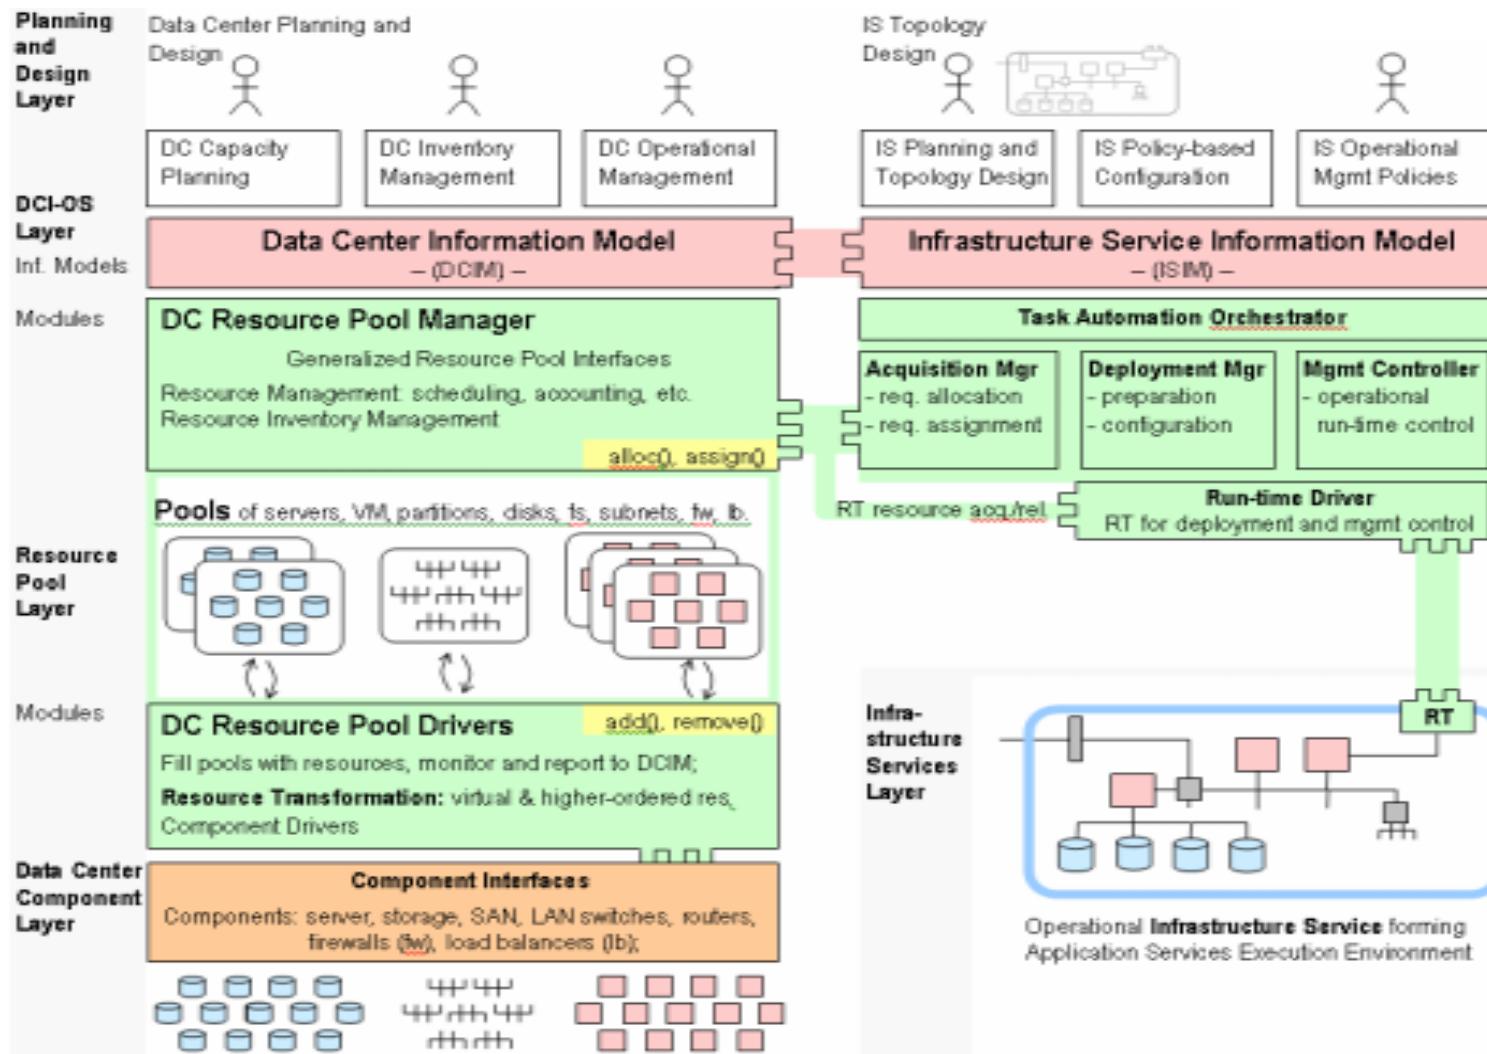 Planning
and
Design
Layer
Data Center Planning and
Design
IS Topology
Design
DC Capacity
Planning
DC Inventory
Management
DC Operational
Management
IS Planning and
Topology Design
IS Policy-based
Configuration
IS Operational
Mgmt Policies
DCI-OS
Layer
Inf. Models
Data Center Information Model
– (DCIM) –
Infrastructure Service Information Model
– (ISIM) –
Modules
DC Resource Pool Manager
Generalized Resource Pool Interfaces
Resource Management: scheduling, accounting, etc.
Resource Inventory Management
alloc(), assign()
Task Automation Orchestrator
Acquisition Mgr
- req. allocation
- req. assignment
Deployment Mgr
- preparation
- configuration
Mgmt Controller
- operational
run-time control
RT resource acq./rel.
Run-time Driver
RT for deployment and mgmt control
Resource
Pool
Layer
Pools of servers, VM, partitions, disks, fs, subnets, fw, lb.
Modules
DC Resource Pool Drivers
add(), remove()
Fill pools with resources, monitor and report to DCIM;
Resource Transformation: virtual & higher-ordered res,
Component Drivers
Infra-
structure
Services
Layer
RT
Data Center
Component
Layer
Component Interfaces
Components: server, storage, SAN, LAN switches, routers,
firewalls (fw), load balancers (lb);
Operational Infrastructure Service forming
Application Services Execution Environment